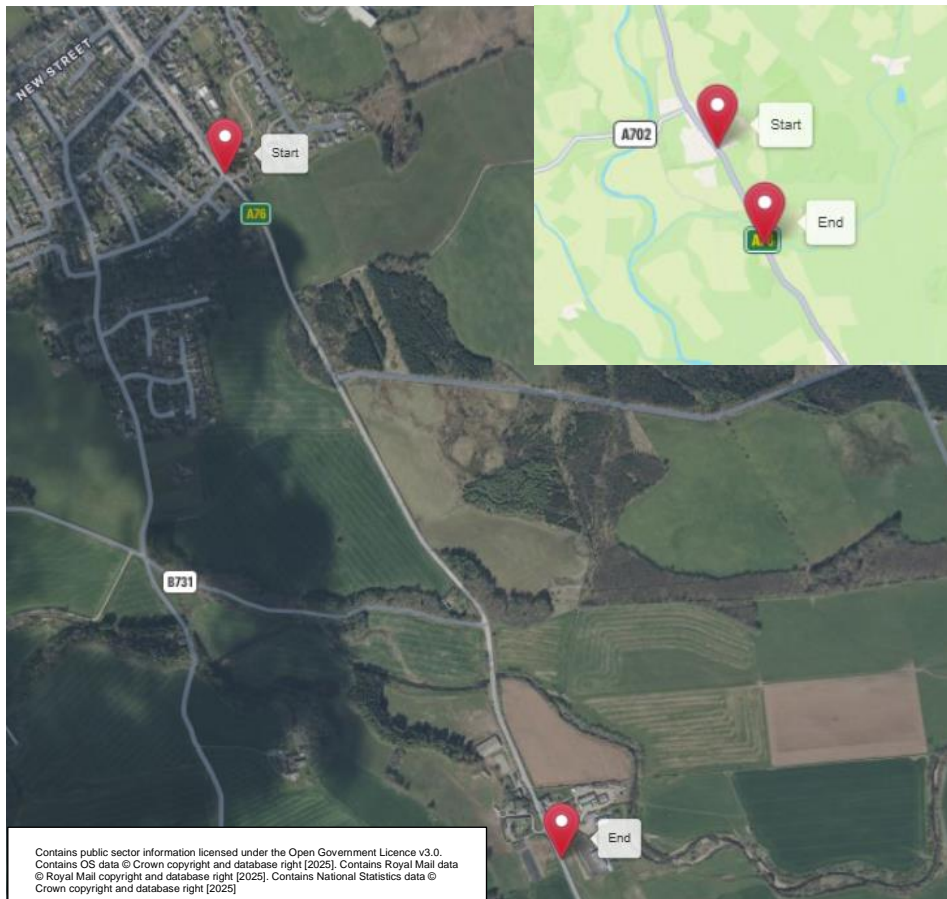 NEW STREET
Start
A76
A702
Start
End
B731
End
Contains public sector information licensed under the Open Government Licence v3.0.
Contains OS data © Crown copyright and database right [2025]. Contains Royal Mail data
© Royal Mail copyright and database right [2025]. Contains National Statistics data ©
Crown copyright and database right [2025]